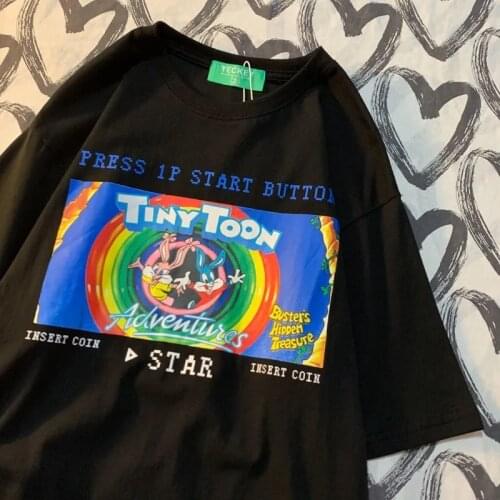 TECKEY
PRESS 1P START BUTTON
TINY TOON
Adventures
BUSTER'S
HIDDEN
TREASURE
INSERT COIN
INSERT COIN
▷ STAR